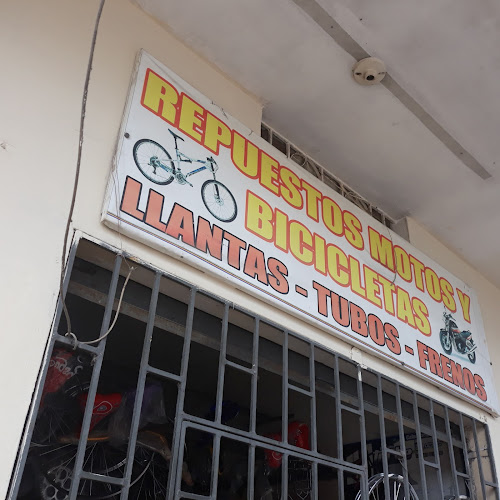 REPUESTOS MOTOS Y
BICICLETAS
LLANTAS - TUBOS - FRENOS